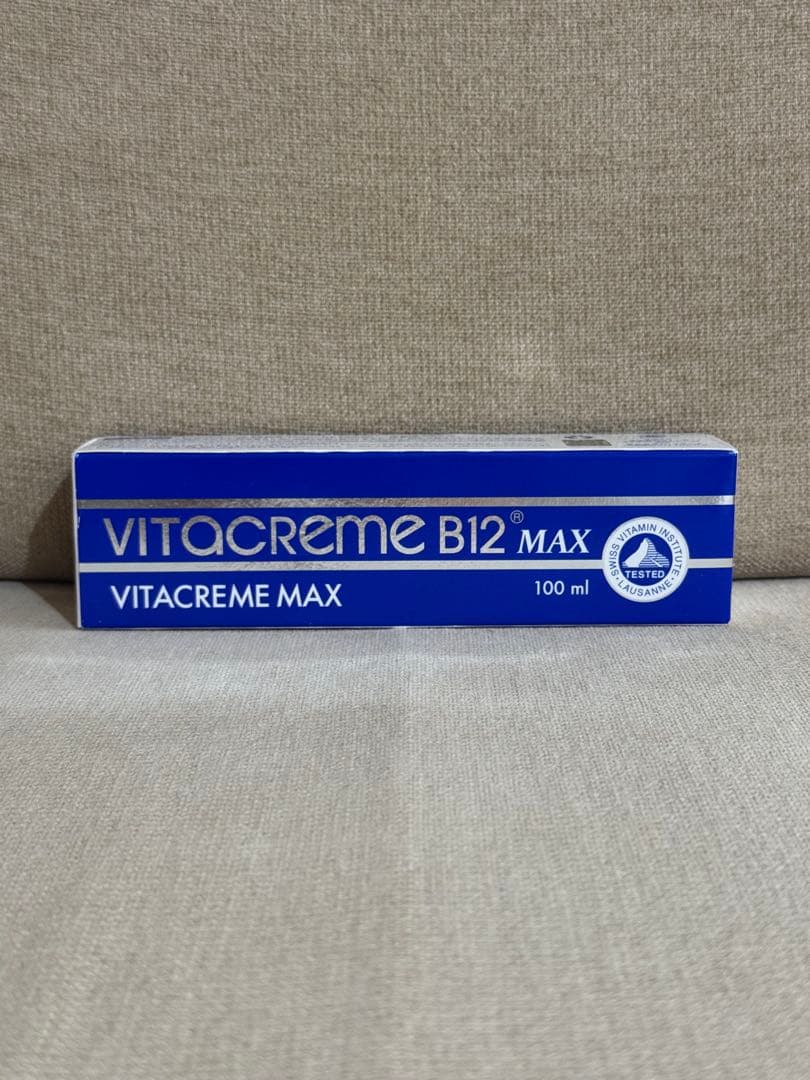 VITACREME B12® MAX
VITACREME MAX
100 ml
SWISS VITAMIN INSTITUTE
TESTED
· LAUSANNE ·